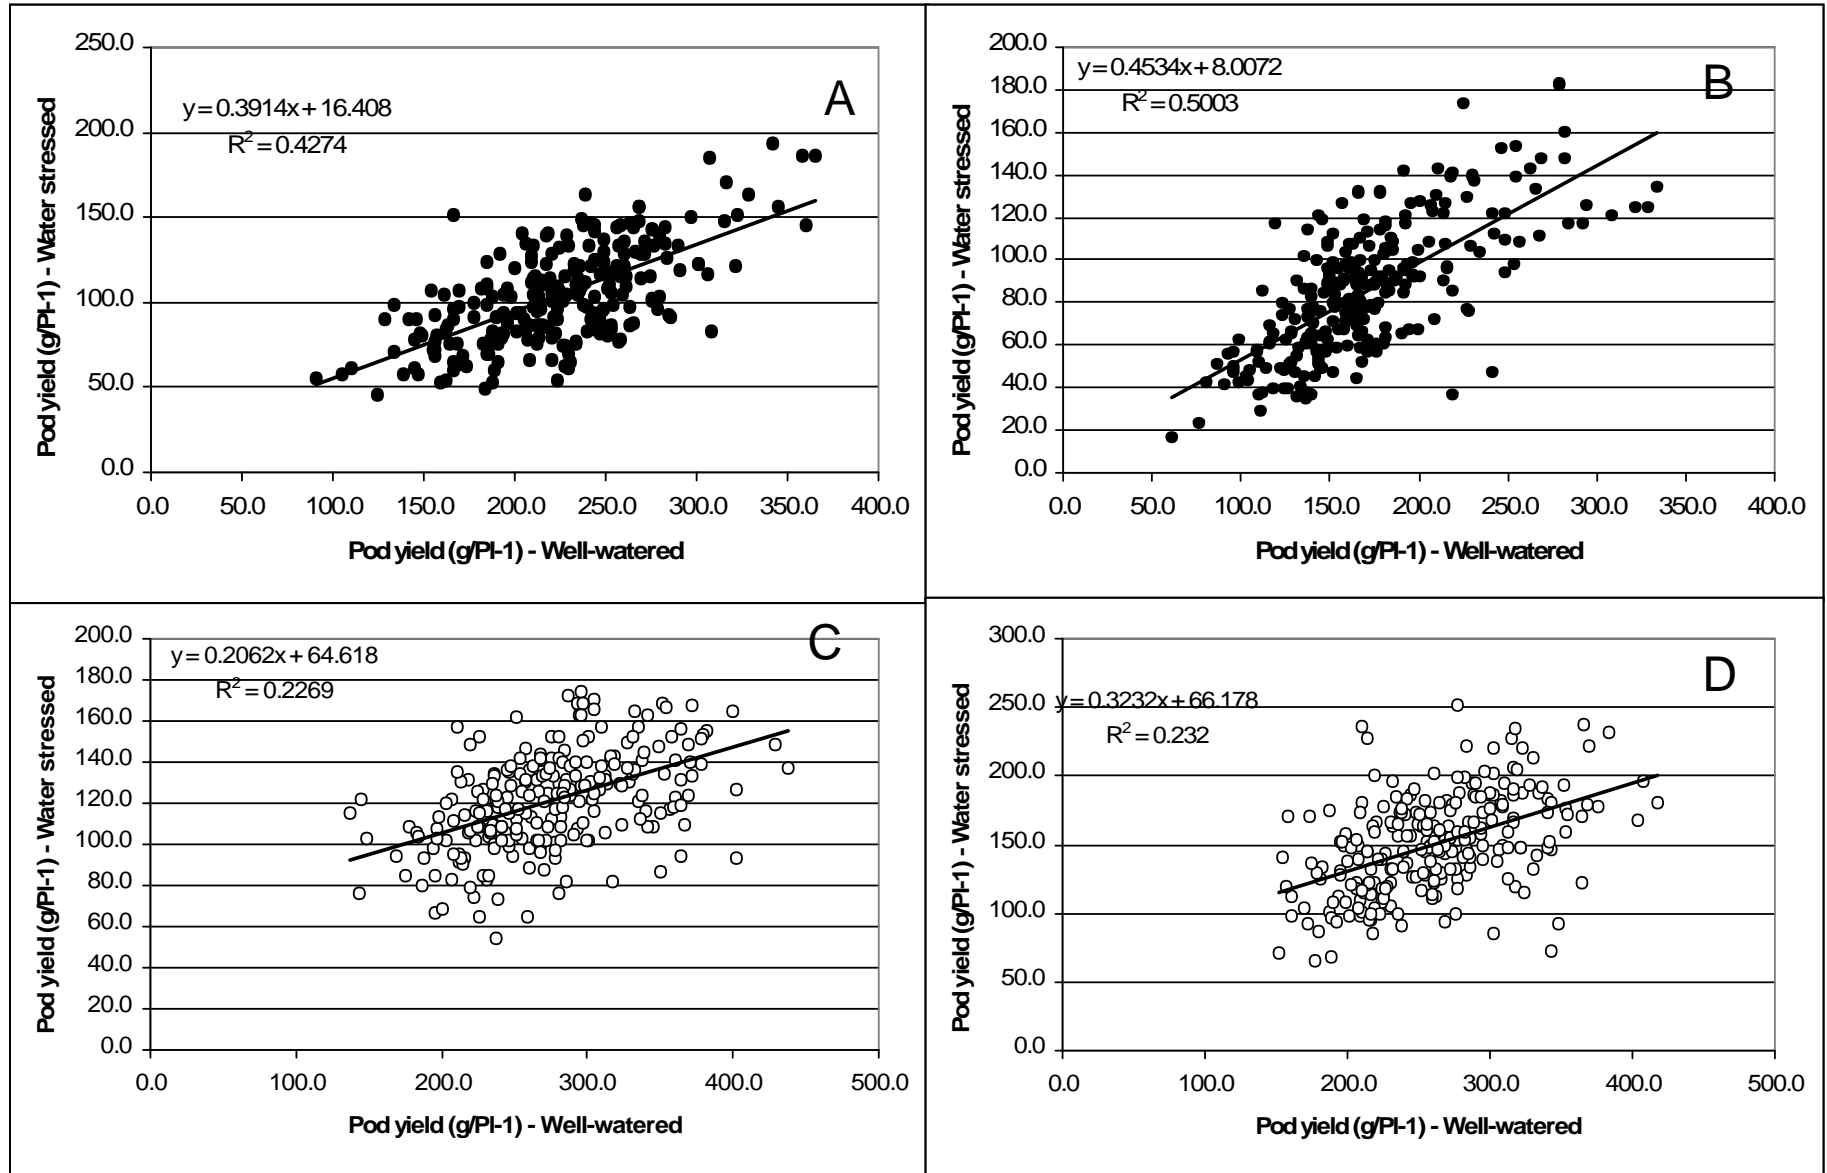 A
y = 0.3914x + 16.408
R² = 0.4274
250.0
200.0
150.0
100.0
50.0
0.0
0.0 50.0 100.0 150.0 200.0 250.0 300.0 350.0 400.0
Pod yield (g/Pl-1) - Water stressed
Pod yield (g/Pl-1) - Well-watered
B
y = 0.4534x + 8.0072
R² = 0.5003
200.0
180.0
160.0
140.0
120.0
100.0
80.0
60.0
40.0
20.0
0.0
0.0 50.0 100.0 150.0 200.0 250.0 300.0 350.0 400.0
Pod yield (g/Pl-1) - Water stressed
Pod yield (g/Pl-1) - Well-watered
C
y = 0.2062x + 64.618
R² = 0.2269
200.0
180.0
160.0
140.0
120.0
100.0
80.0
60.0
40.0
20.0
0.0
0.0 100.0 200.0 300.0 400.0 500.0
Pod yield (g/Pl-1) - Water stressed
Pod yield (g/Pl-1) - Well-watered
D
y = 0.3232x + 66.178
R² = 0.232
300.0
250.0
200.0
150.0
100.0
50.0
0.0
0.0 100.0 200.0 300.0 400.0 500.0
Pod yield (g/Pl-1) - Water stressed
Pod yield (g/Pl-1) - Well-watered